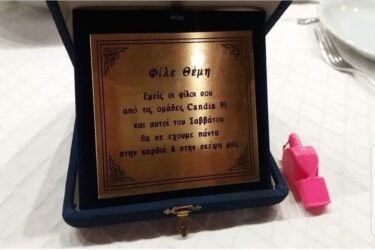 Φίλε Θέμη
Εμείς οι φίλοι σου
από τις ομάδες Candia 91
και αυτοί του Σαββάτου
θα σε εχουμε πάντα
στην καρδιά & στην σκέψη μας